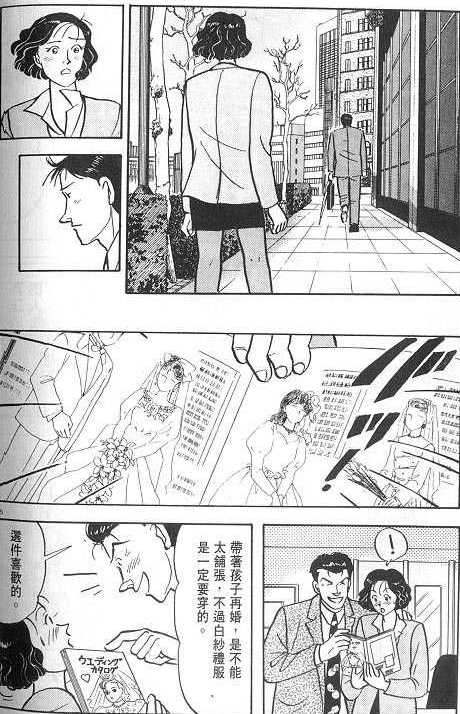 !
帶著孩子再婚，是不能
太舖張，不過白紗禮服
是一定要穿的。
選件喜歡的。
ウエディング
カタログ